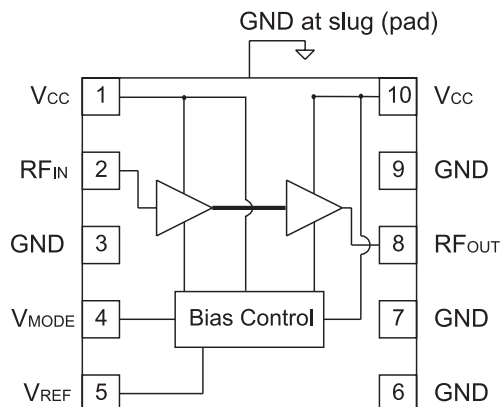 GND at slug (pad)
VCC 1 10 VCC
RFIN 2 9 GND
GND 3 8 RFOUT
VMODE 4 Bias Control 7 GND
VREF 5 6 GND